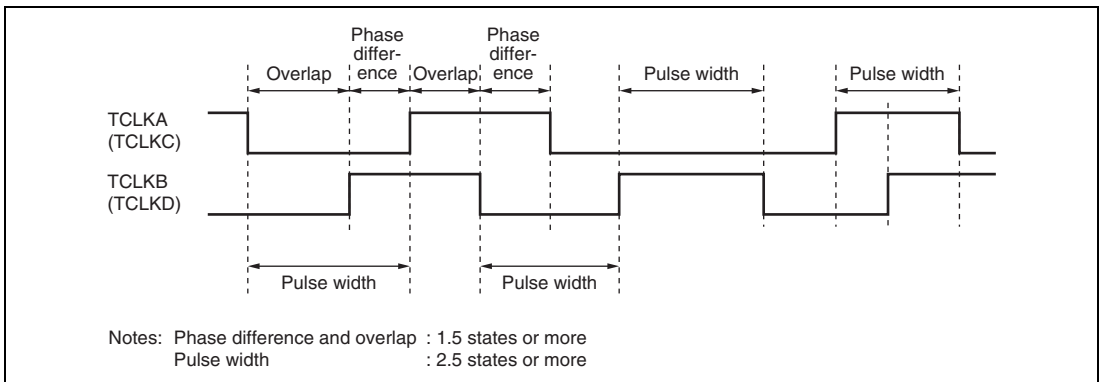 Phase Phase
differ- differ-
Overlap ence Overlap ence Pulse width Pulse width
TCLKA
(TCLKC)
TCLKB
(TCLKD)
Pulse width Pulse width
Notes: Phase difference and overlap : 1.5 states or more
Pulse width : 2.5 states or more